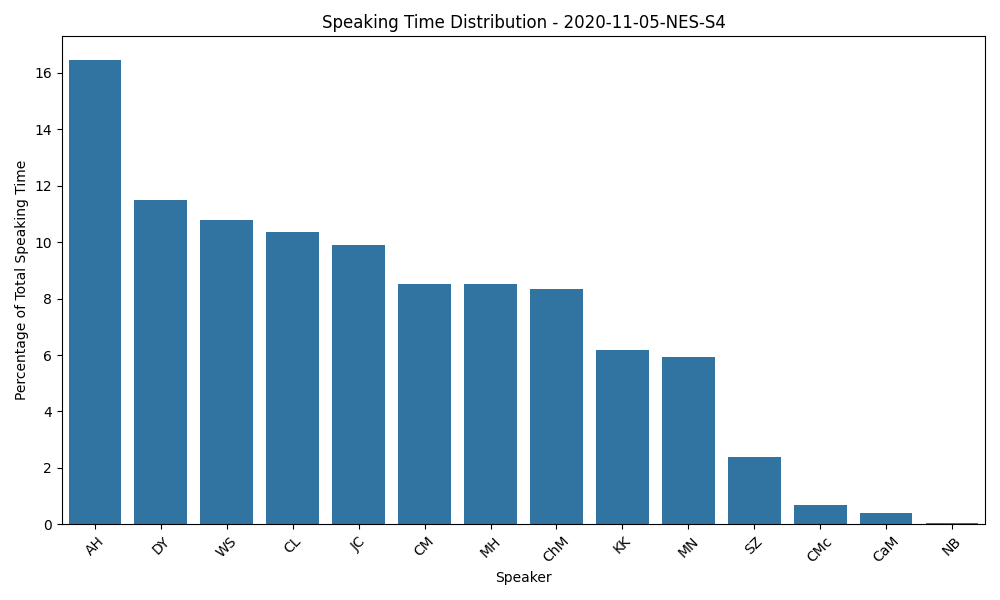 Speaking Time Distribution - 2020-11-05-NES-S4
Percentage of Total Speaking Time
16
14
12
10
8
6
4
2
0
AH DY WS CL JC CM MH ChM KK MN SZ CMc CaM NB
Speaker